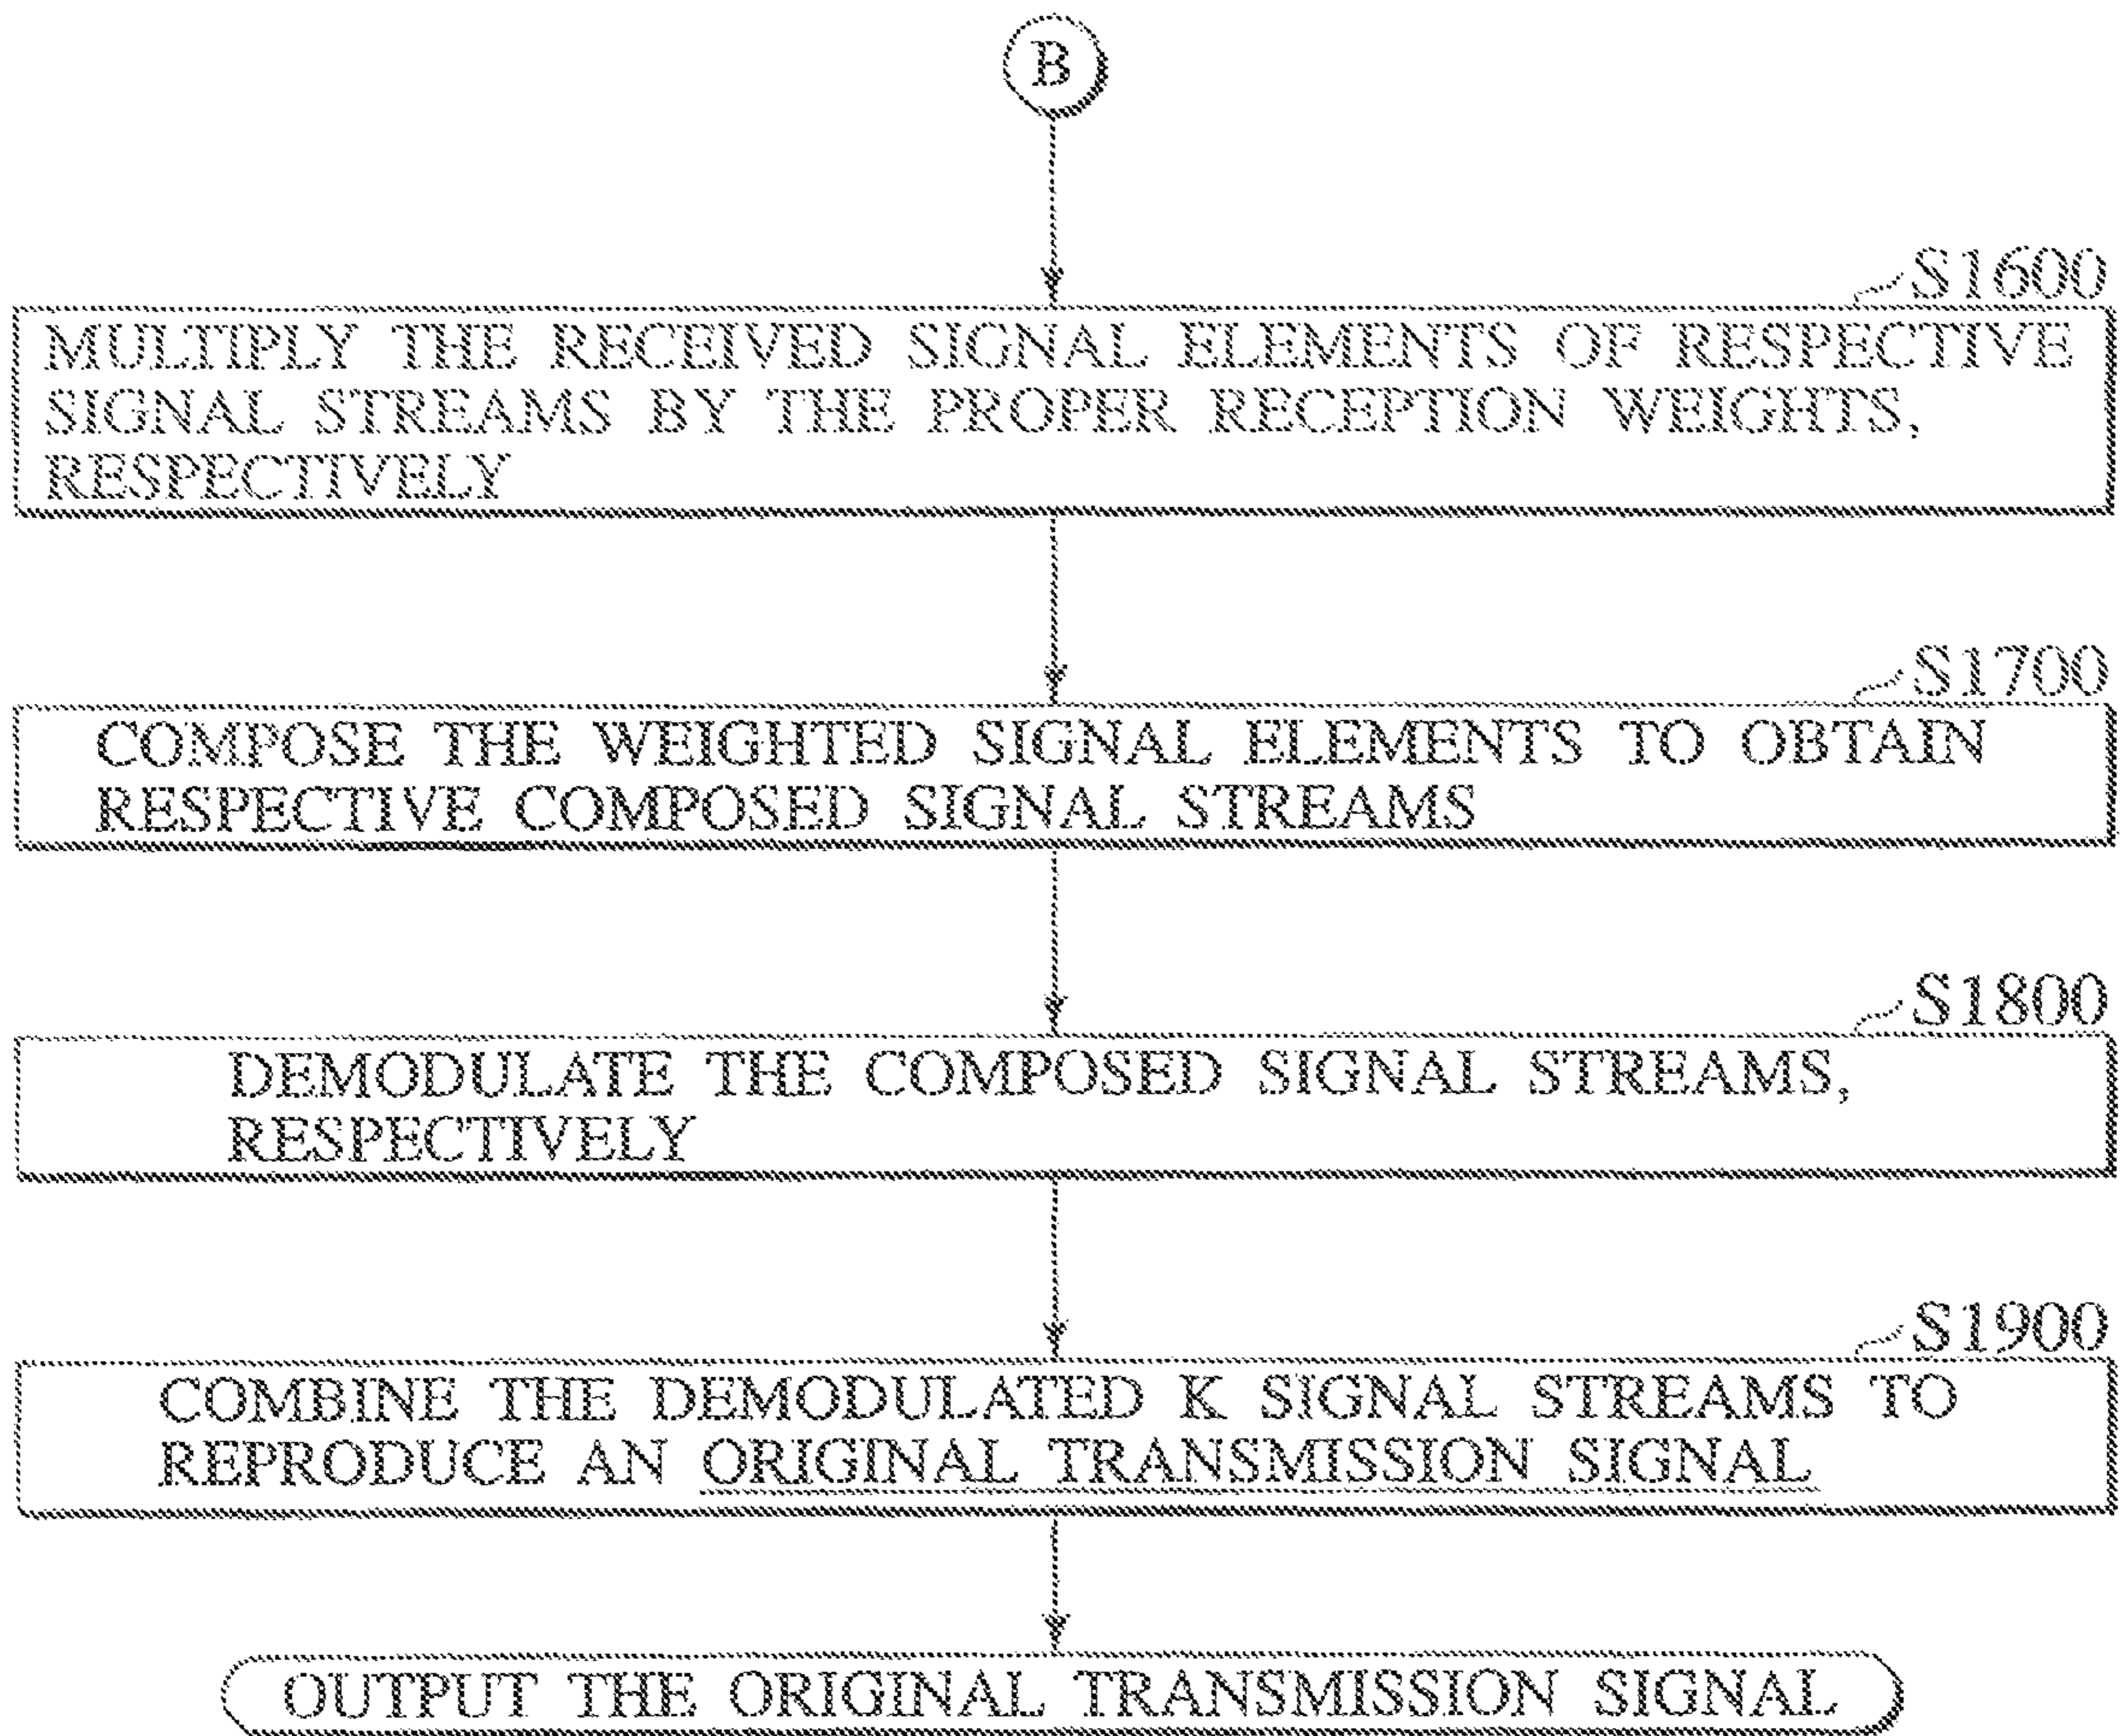 B
S1600
MULTIPLY THE RECEIVED SIGNAL ELEMENTS OF RESPECTIVE
SIGNAL STREAMS BY THE PROPER RECEPTION WEIGHTS,
RESPECTIVELY
S1700
COMPOSE THE WEIGHTED SIGNAL ELEMENTS TO OBTAIN
RESPECTIVE COMPOSED SIGNAL STREAMS
S1800
DEMODULATE THE COMPOSED SIGNAL STREAMS,
RESPECTIVELY
S1900
COMBINE THE DEMODULATED K SIGNAL STREAMS TO
REPRODUCE AN ORIGINAL TRANSMISSION SIGNAL
OUTPUT THE ORIGINAL TRANSMISSION SIGNAL